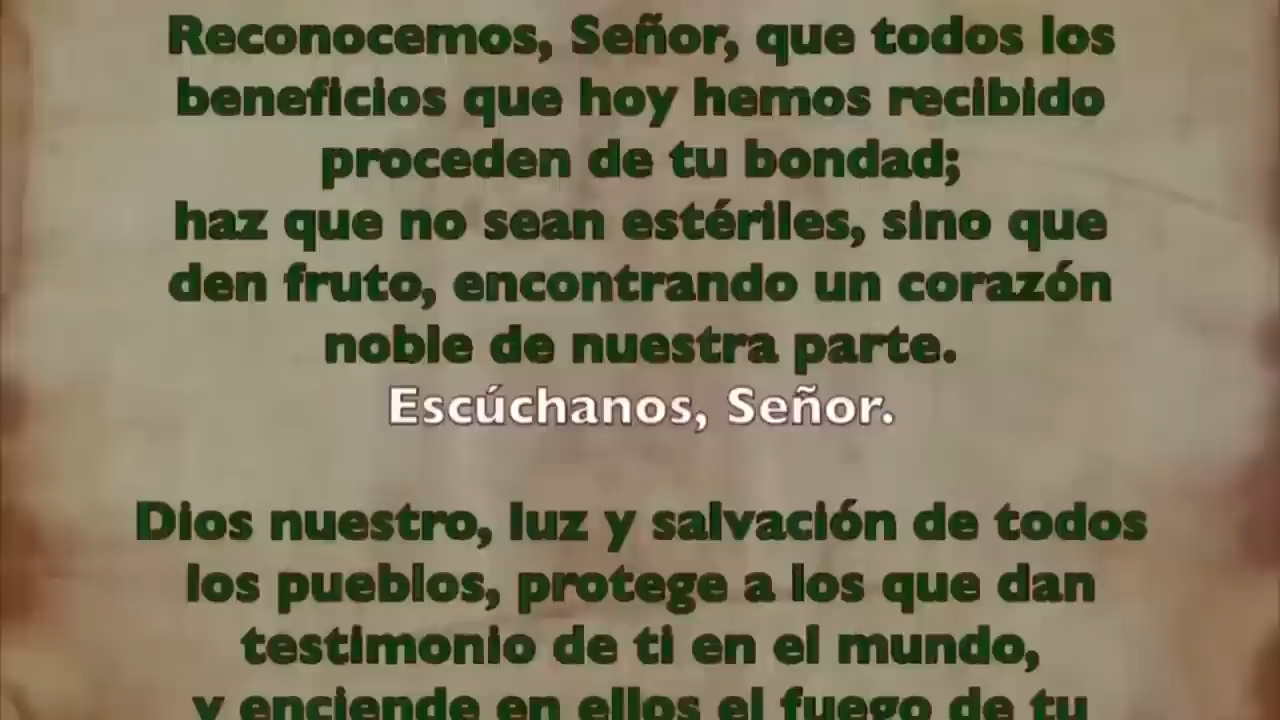 Reconocemos, Señor, que todos los
beneficios que hoy hemos recibido
proceden de tu bondad;
haz que no sean estériles, sino que
den fruto, encontrando un corazón
noble de nuestra parte.
Escúchanos, Señor.
Dios nuestro, luz y salvación de todos
los pueblos, protege a los que dan
testimonio de ti en el mundo,
y enciende en ellos el fuego de tu